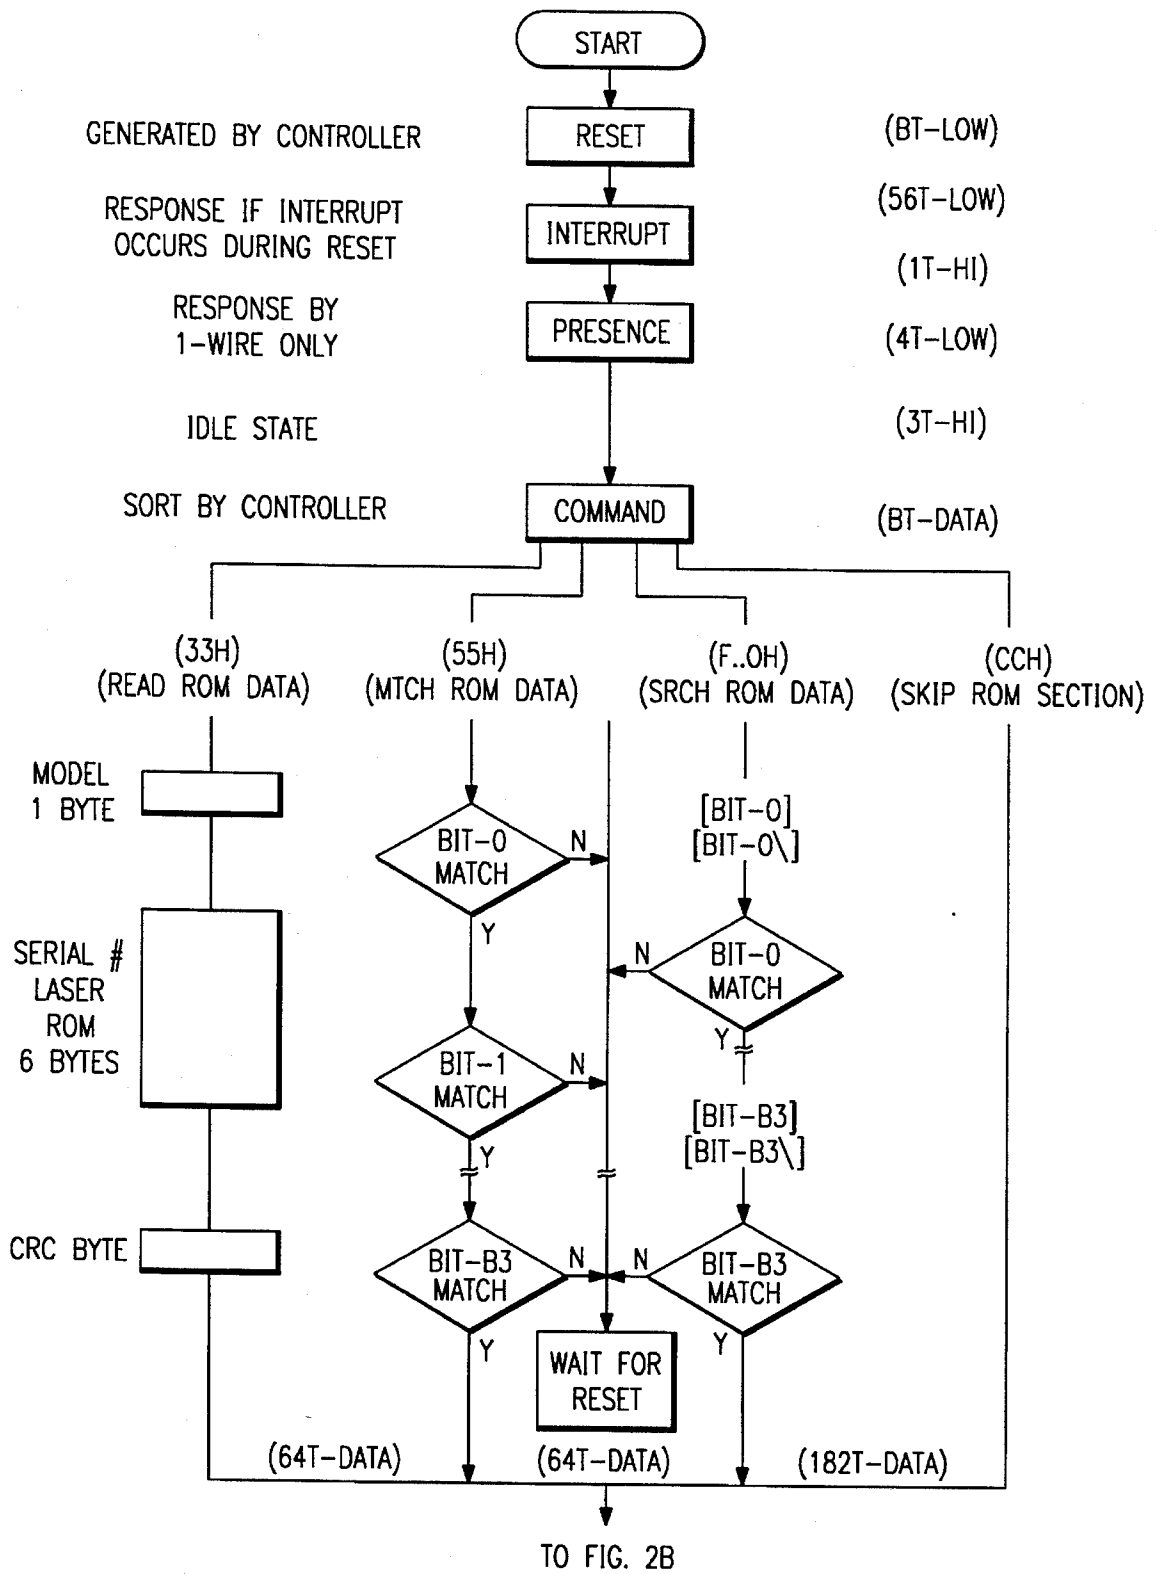 START
GENERATED BY CONTROLLER
RESET
(BT-LOW)
RESPONSE IF INTERRUPT
OCCURS DURING RESET
INTERRUPT
(56T-LOW)
(1T-HI)
RESPONSE BY
1-WIRE ONLY
PRESENCE
(4T-LOW)
IDLE STATE
(3T-HI)
SORT BY CONTROLLER
COMMAND
(BT-DATA)
(33H)
(READ ROM DATA)
(55H)
(MTCH ROM DATA)
(F..0H)
(SRCH ROM DATA)
(CCH)
(SKIP ROM SECTION)
MODEL
1 BYTE
BIT-0
MATCH
N
Y
[BIT-0]
[BIT-0\]
SERIAL #
LASER
ROM
6 BYTES
N
BIT-0
MATCH
Y
BIT-1
MATCH
N
Y
[BIT-B3]
[BIT-B3\]
CRC BYTE
BIT-B3
MATCH
N
Y
N
BIT-B3
MATCH
Y
WAIT FOR
RESET
(64T-DATA)
(64T-DATA)
(182T-DATA)
TO FIG. 2B